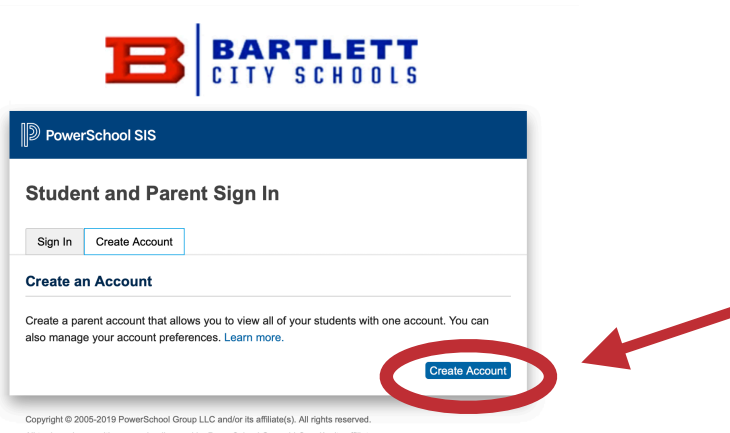 B BARTLETT
CITY SCHOOLS
PowerSchool SIS
Student and Parent Sign In
Sign In
Create Account
Create an Account
Create a parent account that allows you to view all of your students with one account. You can
also manage your account preferences. Learn more.
Create Account
Copyright © 2005-2019 PowerSchool Group LLC and/or its affiliate(s). All rights reserved.